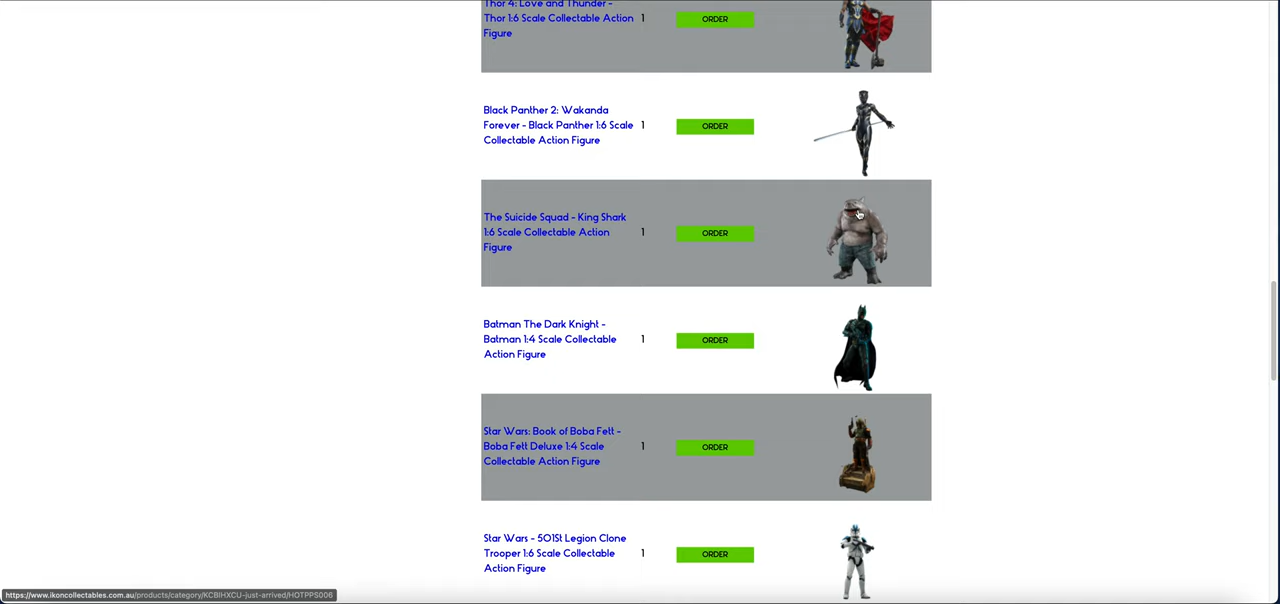 Thor 4: Love and Thunder -
Thor 1:6 Scale Collectable Action
Figure
1
ORDER
Black Panther 2: Wakanda
Forever - Black Panther 1:6 Scale
Collectable Action Figure
1
ORDER
The Suicide Squad - King Shark
1:6 Scale Collectable Action
Figure
1
ORDER
Batman The Dark Knight -
Batman 1:4 Scale Collectable
Action Figure
1
ORDER
Star Wars: Book of Boba Fett -
Boba Fett Deluxe 1:4 Scale
Collectable Action Figure
1
ORDER
Star Wars - 501St Legion Clone
Trooper 1:6 Scale Collectable
Action Figure
1
ORDER
https://www.ikoncollectables.com.au/products/category/KCBIHXCU-just-arrived/HOTPPS006